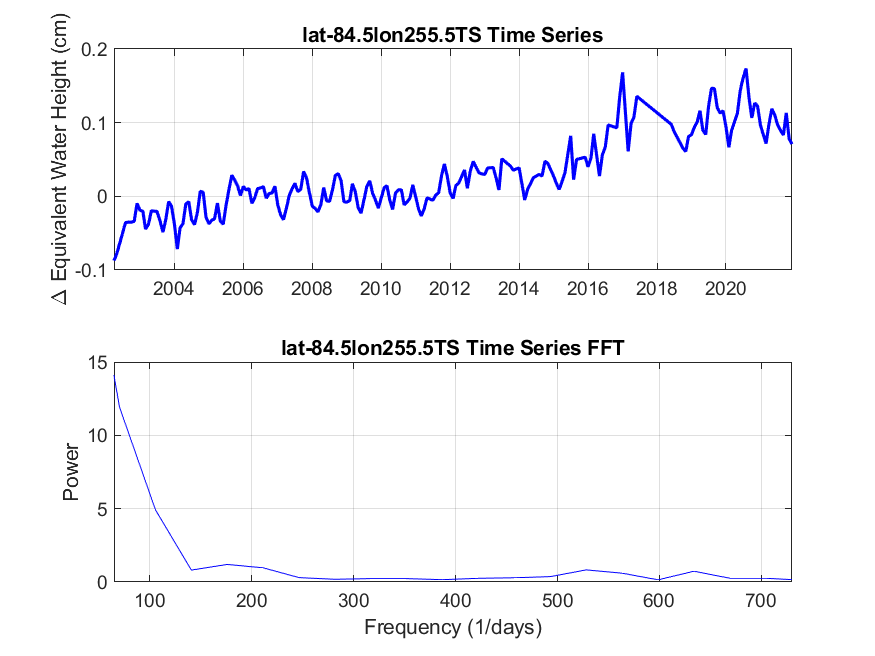 lat-84.5lon255.5TS Time Series
Δ Equivalent Water Height (cm)
0.2
0.1
0
-0.1
2004 2006 2008 2010 2012 2014 2016 2018 2020
lat-84.5lon255.5TS Time Series FFT
Power
15
10
5
0
100 200 300 400 500 600 700
Frequency (1/days)